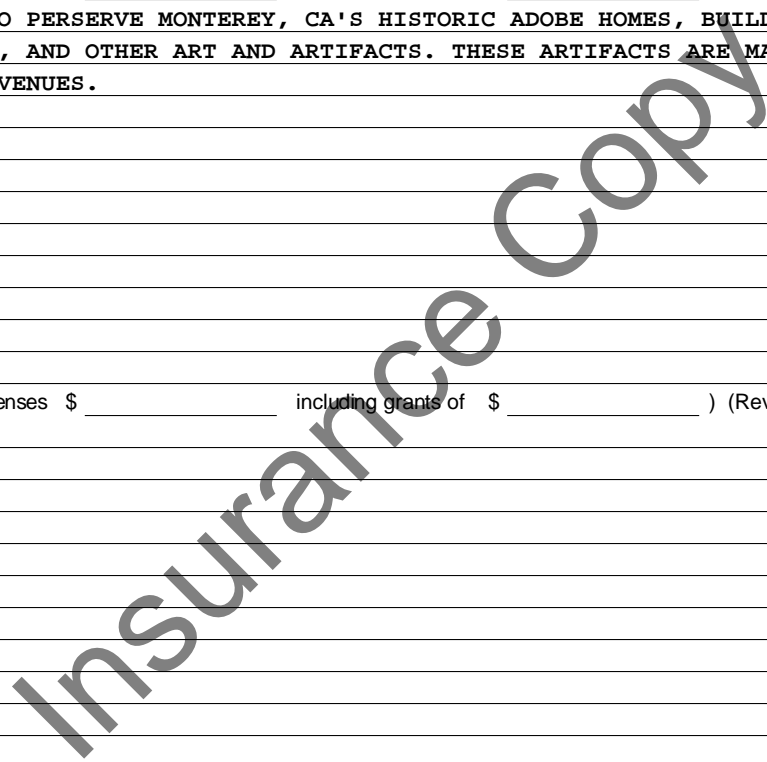 O PERSERVE MONTEREY, CA'S HISTORIC ADOBE HOMES, BUILD
, AND OTHER ART AND ARTIFACTS. THESE ARTIFACTS ARE MA
VENUES.
enses $ including grants of $ ) (Rev
Insurance Copy